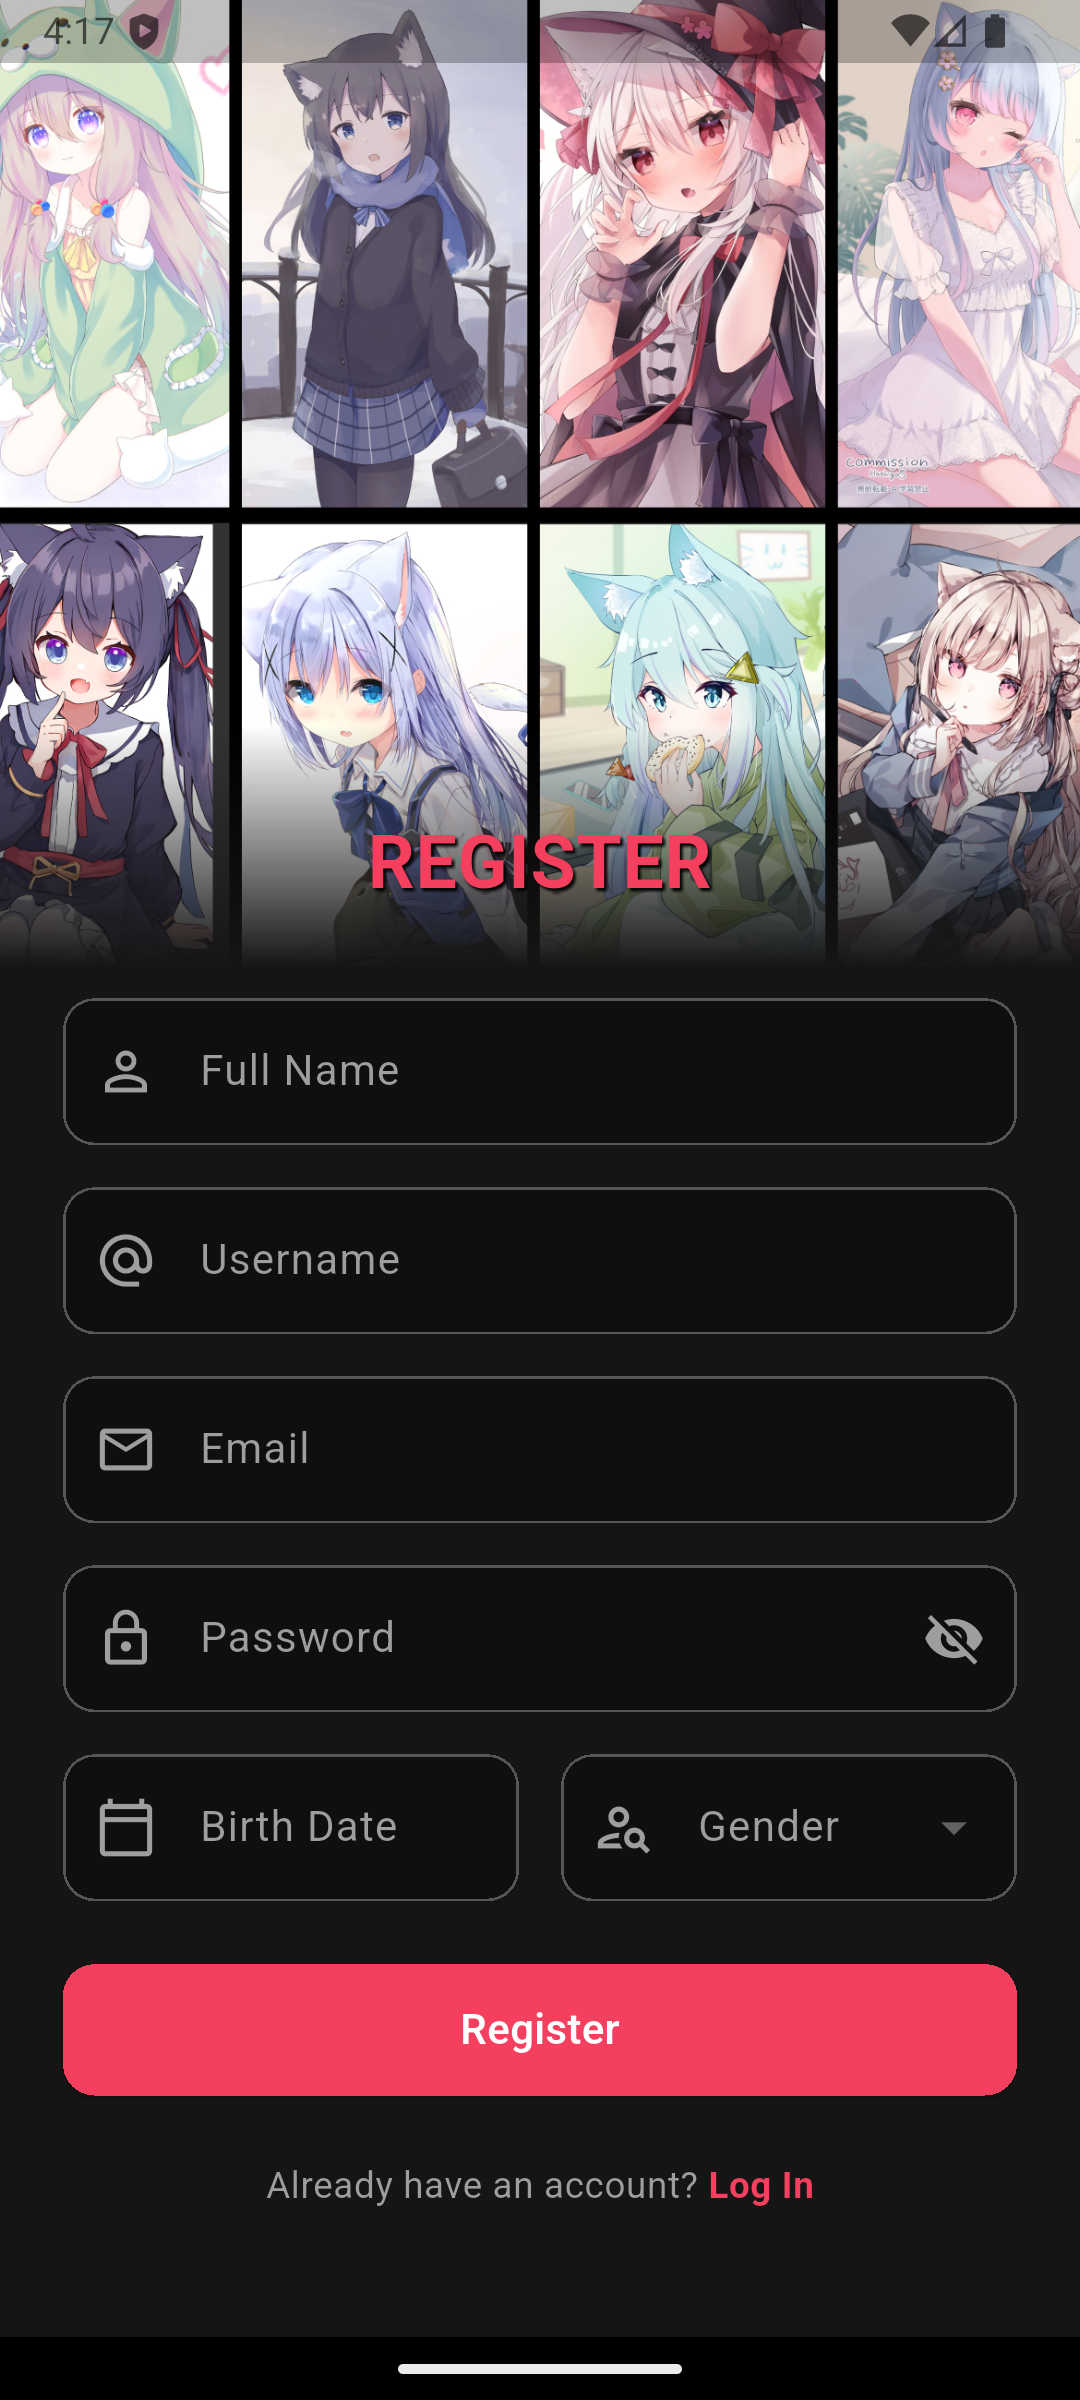 4:17
Commission
REGISTER
Full Name
Username
Email
Password
Birth Date
Gender
Register
Already have an account? Log In